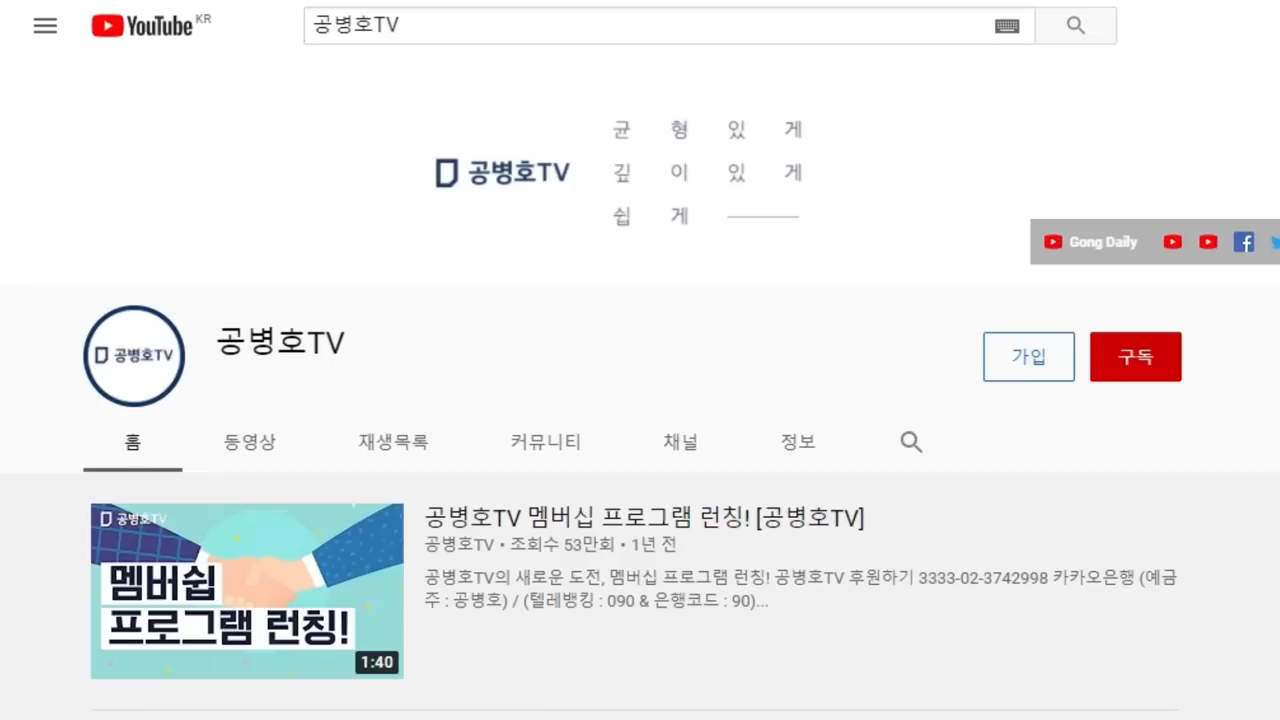 YouTube KR
공병호TV
공병호TV
균 형 있 게
깊 이 있 게
쉽 게
Gong Daily
공병호TV
공병호TV
가입
구독
홈
동영상
재생목록
커뮤니티
채널
정보
공병호TV
멤버쉽
프로그램 런칭!
1:40
공병호TV 멤버십 프로그램 런칭! [공병호TV]
공병호TV • 조회수 53만회 • 1년 전
공병호TV의 새로운 도전, 멤버십 프로그램 런칭! 공병호TV 후원하기 3333-02-3742998 카카오은행 (예금
주 : 공병호) / (텔레뱅킹 : 090 & 은행코드 : 90)...